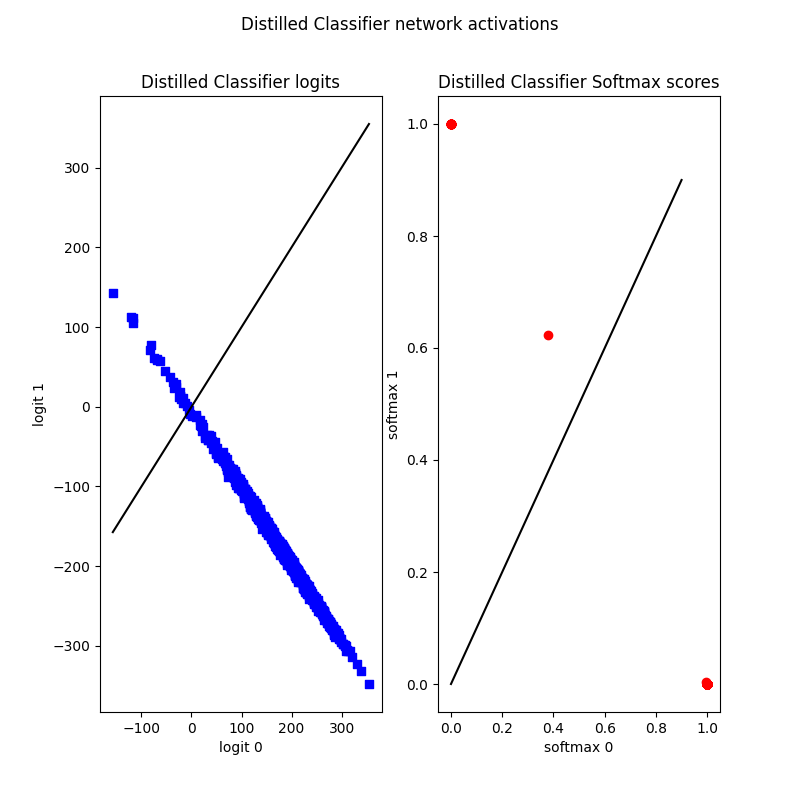 Distilled Classifier network activations
Distilled Classifier logits
300
200
100
0
−100
−200
−300
logit 1
−100 0 100 200 300
logit 0
Distilled Classifier Softmax scores
1.0
0.8
0.6
0.4
0.2
0.0
softmax 1
0.0 0.2 0.4 0.6 0.8 1.0
softmax 0